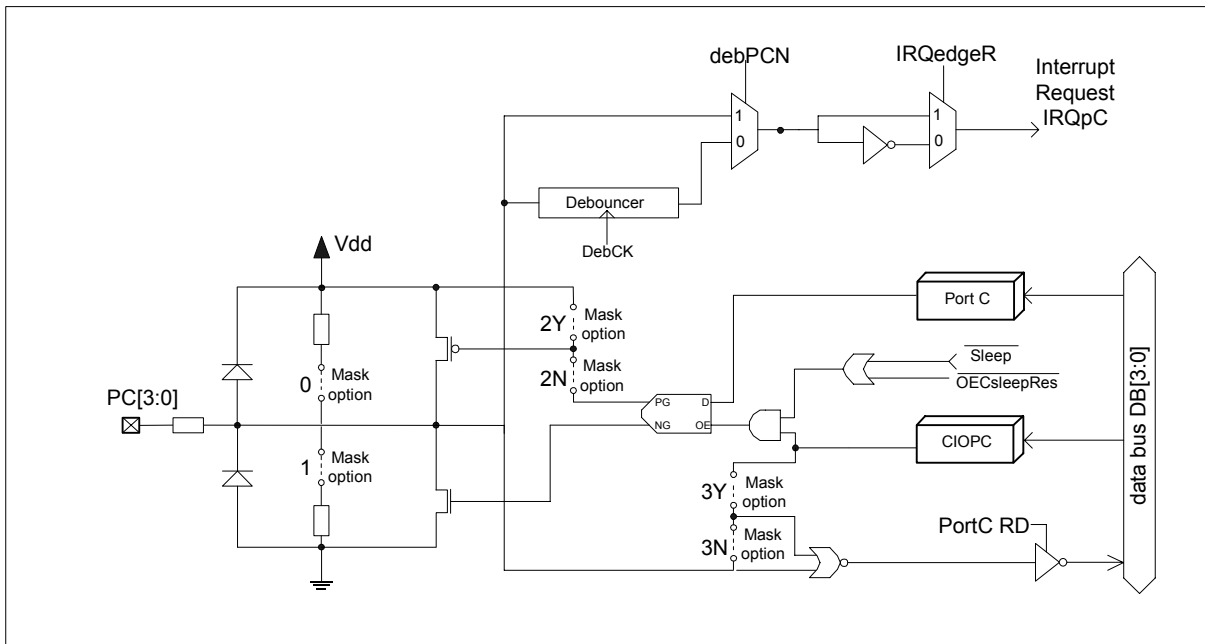 debPCN
IRQedgeR
Interrupt
Request
IRQpC
1
0
1
0
Debouncer
DebCK
Vdd
Port C
2Y
Mask
option
2N
Mask
option
Sleep
OECsleepRes
0
Mask
option
PC[3:0]
PG
D
NG
OE
CIOPC
data bus DB[3:0]
1
Mask
option
3Y
Mask
option
3N
Mask
option
PortC RD